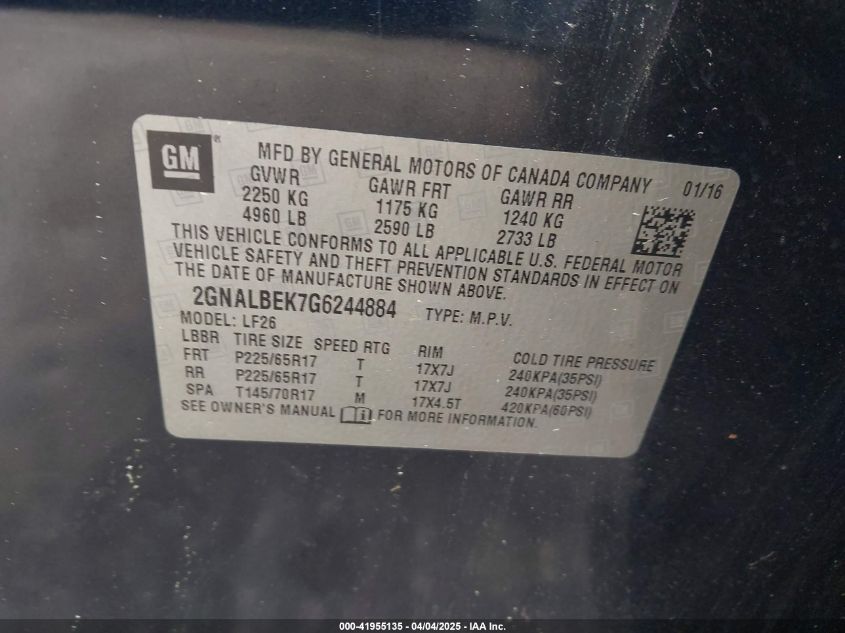 GM ®
MFD BY GENERAL MOTORS OF CANADA COMPANY 01/16
GVWR GAWR FRT GAWR RR
2250 KG 1175 KG 1240 KG
4960 LB 2590 LB 2733 LB
THIS VEHICLE CONFORMS TO ALL APPLICABLE U.S. FEDERAL MOTOR
VEHICLE SAFETY AND THEFT PREVENTION STANDARDS IN EFFECT ON
THE DATE OF MANUFACTURE SHOWN ABOVE.
2GNALBEK7G6244884 TYPE: M.P.V.
MODEL: LF26
LBBR TIRE SIZE SPEED RTG RIM COLD TIRE PRESSURE
FRT P225/65R17 T 17X7J 240KPA(35PSI)
RR P225/65R17 T 17X7J 240KPA(35PSI)
SPA T145/70R17 M 17X4.5T 420KPA(60PSI)
SEE OWNER'S MANUAL FOR MORE INFORMATION.
000-41955135 - 04/04/2025 - IAA Inc.